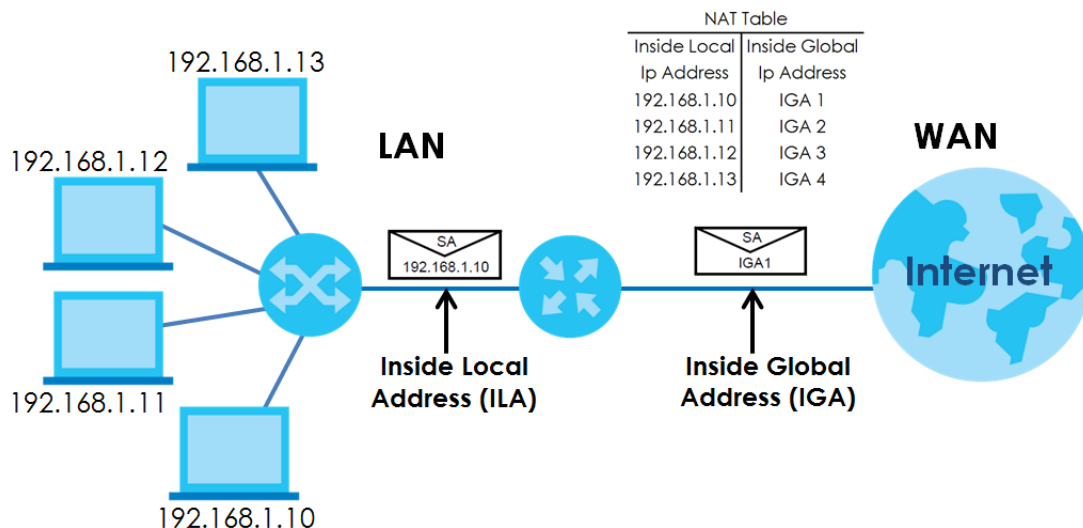 NAT Table
Inside Local Inside Global
Ip Address Ip Address
192.168.1.10 IGA 1
192.168.1.11 IGA 2
192.168.1.12 IGA 3
192.168.1.13 IGA 4
192.168.1.13
LAN
WAN
192.168.1.12
SA
192.168.1.10
SA
IGA1
Internet
Inside Local
Address (ILA)
Inside Global
Address (IGA)
192.168.1.11
192.168.1.10